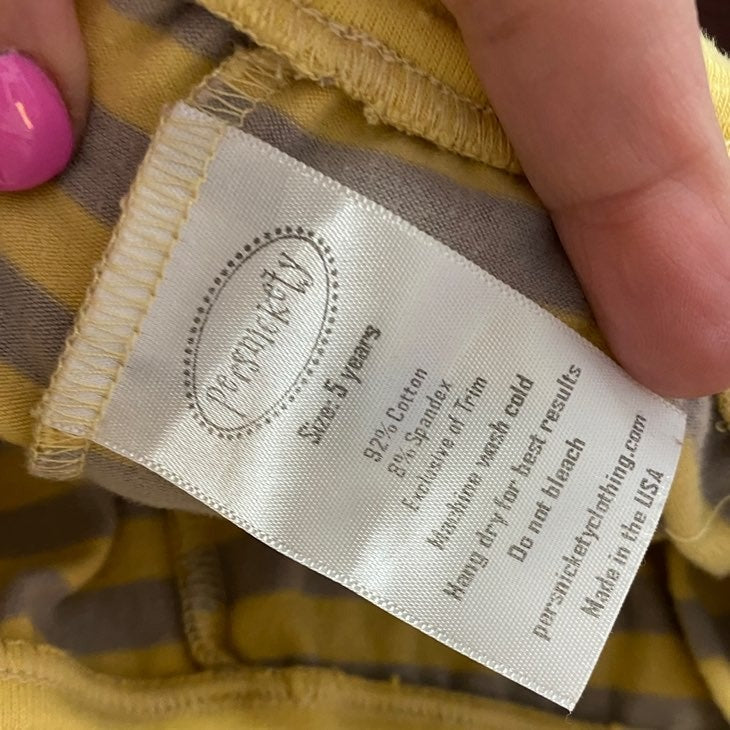 persnickety
Size: 5 years
92% Cotton
8% Spandex
Exclusive of Trim
Machine wash cold
Hang dry for best results
Do not bleach
persnicketyclothing.com
Made in the USA